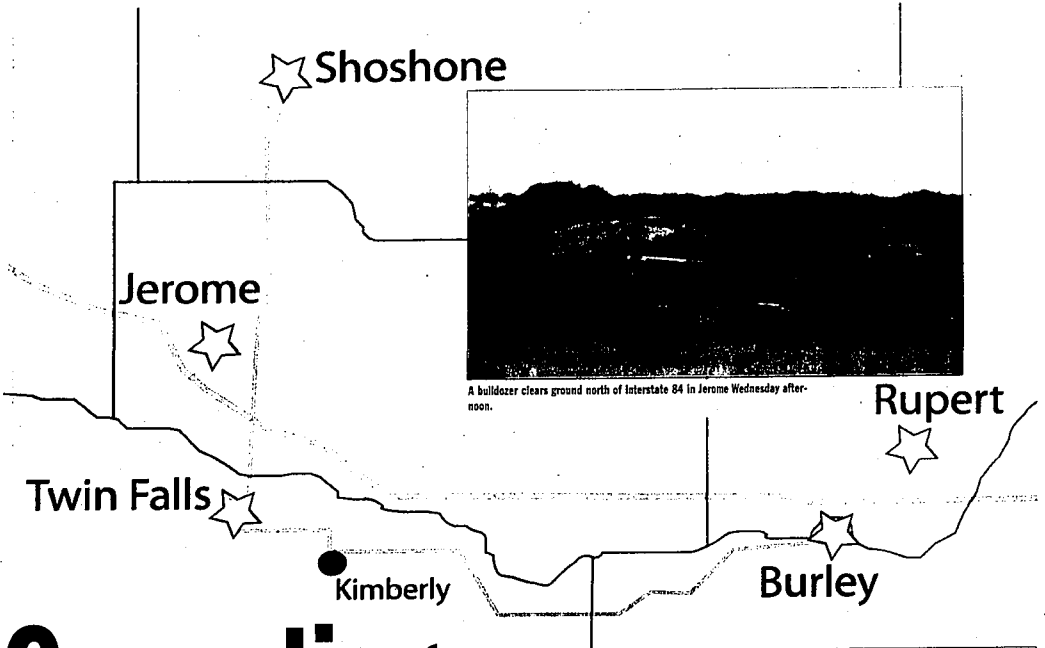 Shoshone
Jerome
A bulldozer clears ground north of Interstate 84 in Jerome Wednesday after-
noon.
Rupert
Twin Falls
Kimberly
Burley